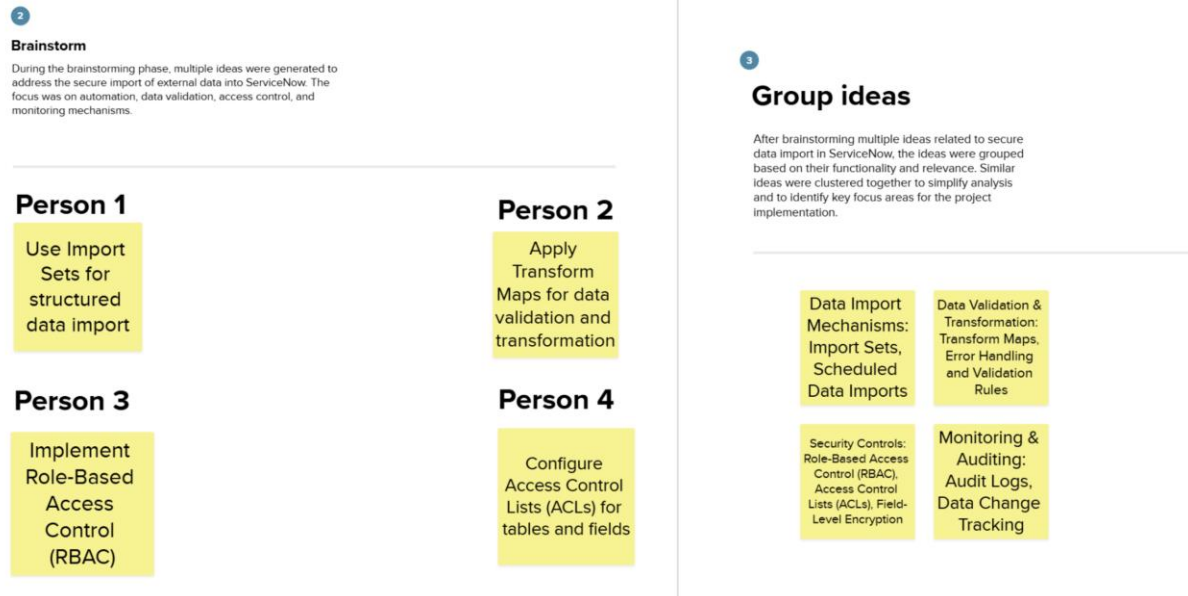 2
Brainstorm
During the brainstorming phase, multiple ideas were generated to
address the secure import of external data into ServiceNow. The
focus was on automation, data validation, access control, and
monitoring mechanisms.
Person 1
Use Import
Sets for
structured
data import
Person 2
Apply
Transform
Maps for data
validation and
transformation
Person 3
Implement
Role-Based
Access
Control
(RBAC)
Person 4
Configure
Access Control
Lists (ACLs) for
tables and fields
3
Group ideas
After brainstorming multiple ideas related to secure
data import in ServiceNow, the ideas were grouped
based on their functionality and relevance. Similar
ideas were clustered together to simplify analysis
and to identify key focus areas for the project
implementation.
Data Import
Mechanisms:
Import Sets,
Scheduled
Data Imports
Data Validation &
Transformation:
Transform Maps,
Error Handling
and Validation
Rules
Security Controls:
Role-Based Access
Control (RBAC),
Access Control
Lists (ACLs), Field-
Level Encryption
Monitoring &
Auditing:
Audit Logs,
Data Change
Tracking